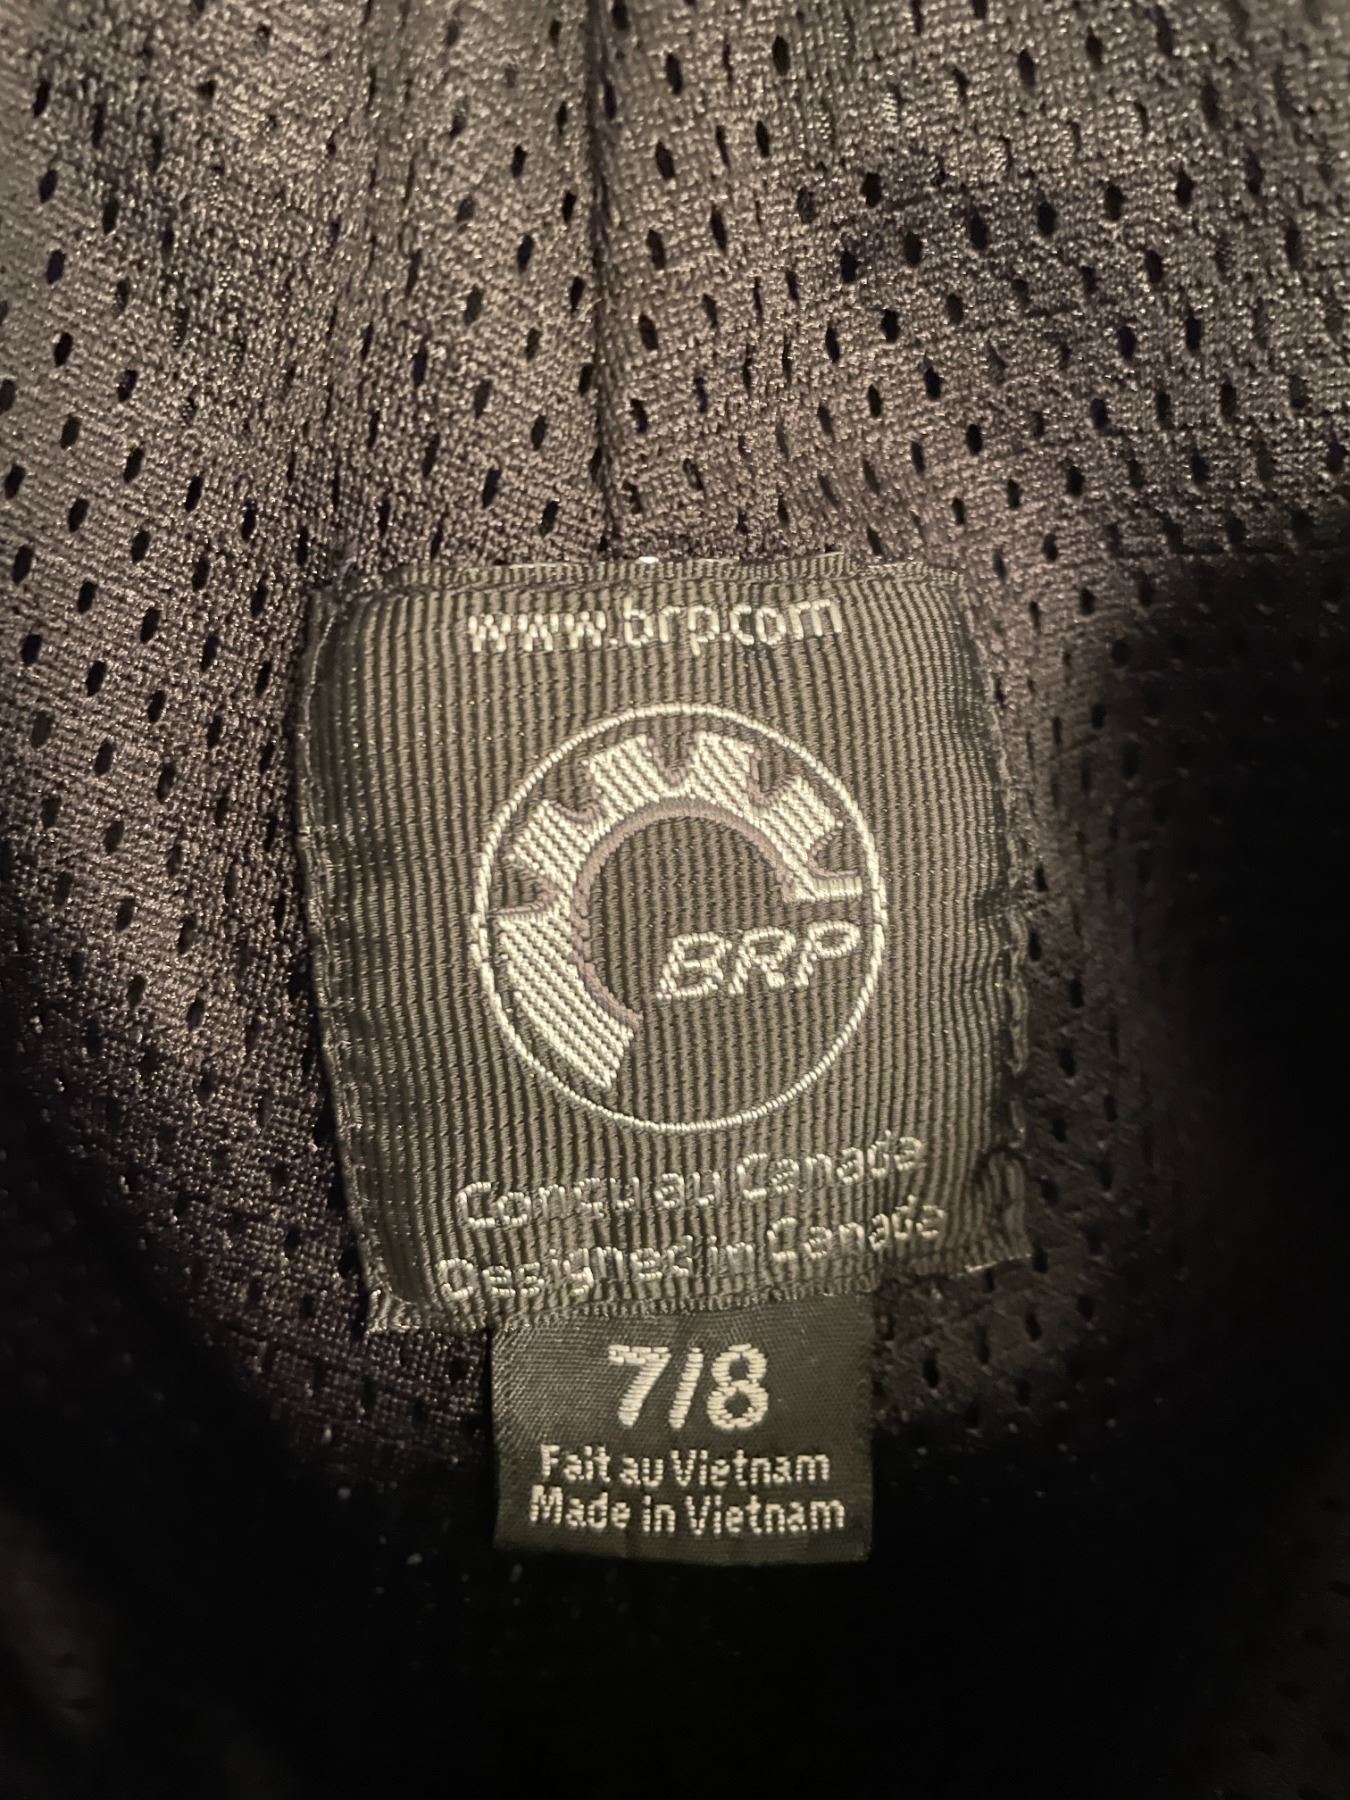 www.brp.com
BRP
Conçu au Canada
Designed in Canada
7/8
Fait au Vietnam
Made in Vietnam